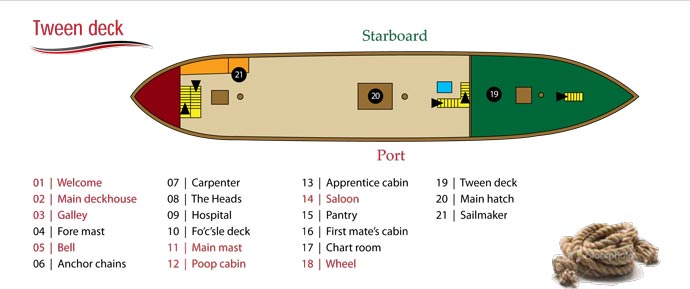 Tween deck
Starboard
21
20
19
Port
01 | Welcome
02 | Main deckhouse
03 | Galley
04 | Fore mast
05 | Bell
06 | Anchor chains
07 | Carpenter
08 | The Heads
09 | Hospital
10 | Fo'c'sle deck
11 | Main mast
12 | Poop cabin
13 | Apprentice cabin
14 | Saloon
15 | Pantry
16 | First mate's cabin
17 | Chart room
18 | Wheel
19 | Tween deck
20 | Main hatch
21 | Sailmaker